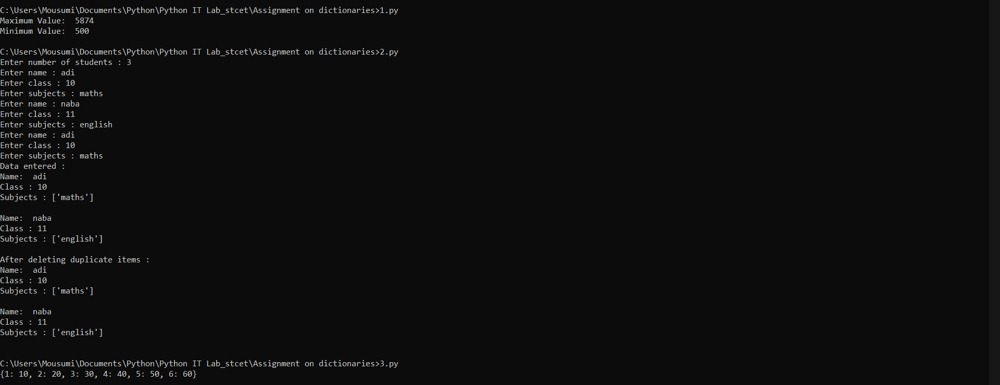 C:\Users\Mousumi\Documents\Python\Python IT Lab_stcet\Assignment on dictionaries>1.py
Maximum Value:  5874
Minimum Value:  500
C:\Users\Mousumi\Documents\Python\Python IT Lab_stcet\Assignment on dictionaries>2.py
Enter number of students : 3
Enter name : adi
Enter class : 10
Enter subjects : maths
Enter name : naba
Enter class : 11
Enter subjects : english
Enter name : adi
Enter class : 10
Enter subjects : maths
Data entered :
Name:  adi
Class : 10
Subjects : ['maths']
Name:  naba
Class : 11
Subjects : ['english']
After deleting duplicate items :
Name:  adi
Class : 10
Subjects : ['maths']
Name:  naba
Class : 11
Subjects : ['english']
C:\Users\Mousumi\Documents\Python\Python IT Lab_stcet\Assignment on dictionaries>3.py
{1: 10, 2: 20, 3: 30, 4: 40, 5: 50, 6: 60}